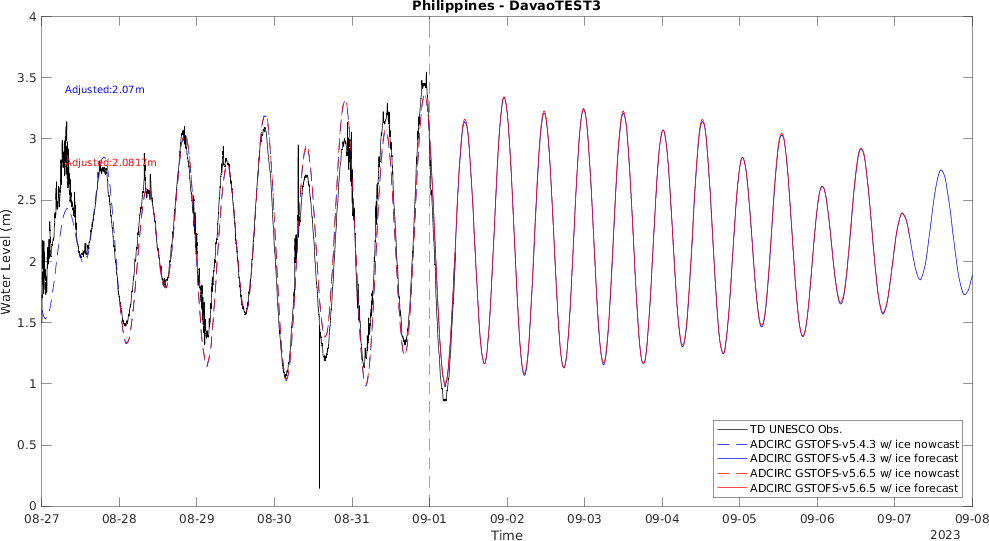 Philippines - DavaoTEST3
4
3.5
3
2.5
2
1.5
1
0.5
0
Water Level (m)
Adjusted:2.07m
Adjusted:2.0817m
TD UNESCO Obs.
ADCIRC GSTOFS-v5.4.3 w/ ice nowcast
ADCIRC GSTOFS-v5.4.3 w/ ice forecast
ADCIRC GSTOFS-v5.6.5 w/ ice nowcast
ADCIRC GSTOFS-v5.6.5 w/ ice forecast
08-27 08-28 08-29 08-30 08-31 09-01 09-02 09-03 09-04 09-05 09-06 09-07 09-08
Time
2023